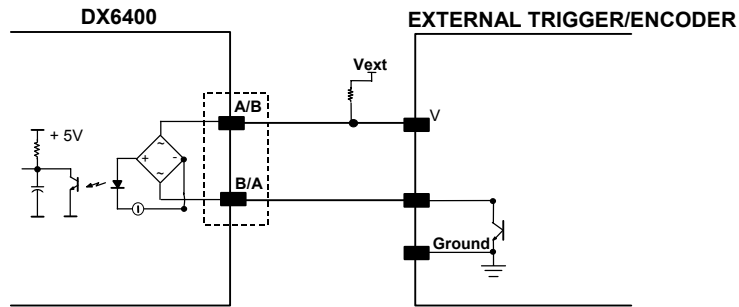 DX6400
EXTERNAL TRIGGER/ENCODER
Vext
A/B
V
+ 5V
~
+ -
~
B/A
I
Ground